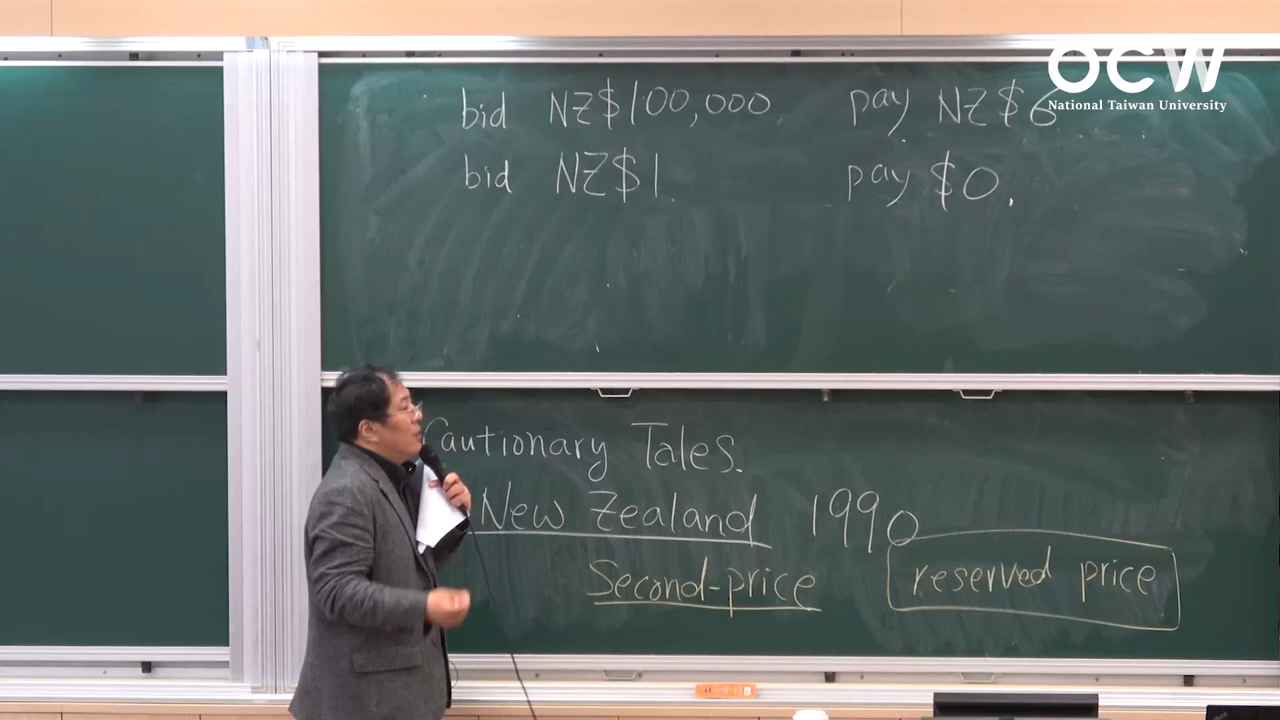 OCW
National Taiwan University
bid NZ$100,000 pay NZ$6
bid NZ$1 pay $0.
Cautionary Tales.
New Zealand 1990
Second-price reserved price